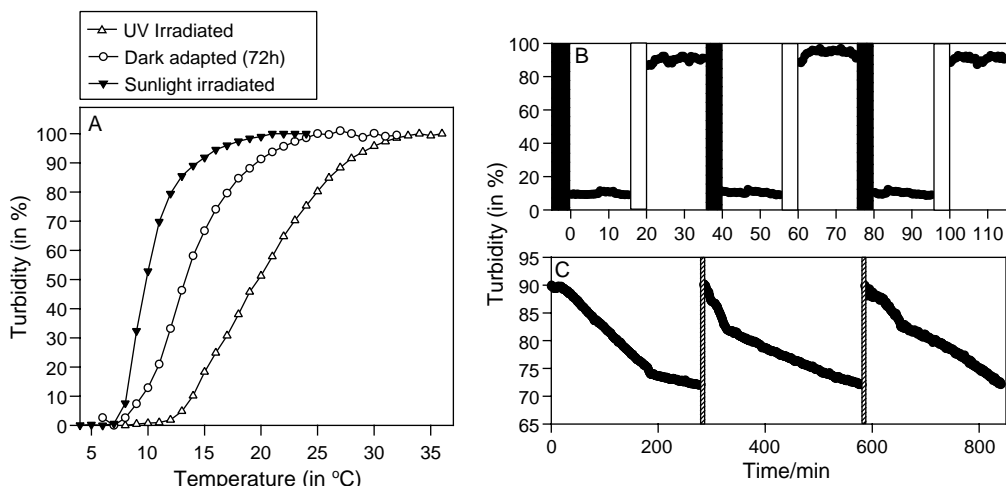 UV Irradiated
Dark adapted (72h)
Sunlight irradiated
A
100
90
80
70
60
50
40
30
20
10
0
5 10 15 20 25 30 35
Turbidity (in %)
Temperature (in °C)
B
100
80
60
40
20
0
0 10 20 30 40 50 60 70 80 90 100 110
Turbidity (in %)
C
95
90
85
80
75
70
65
0 200 400 600 800
Time/min